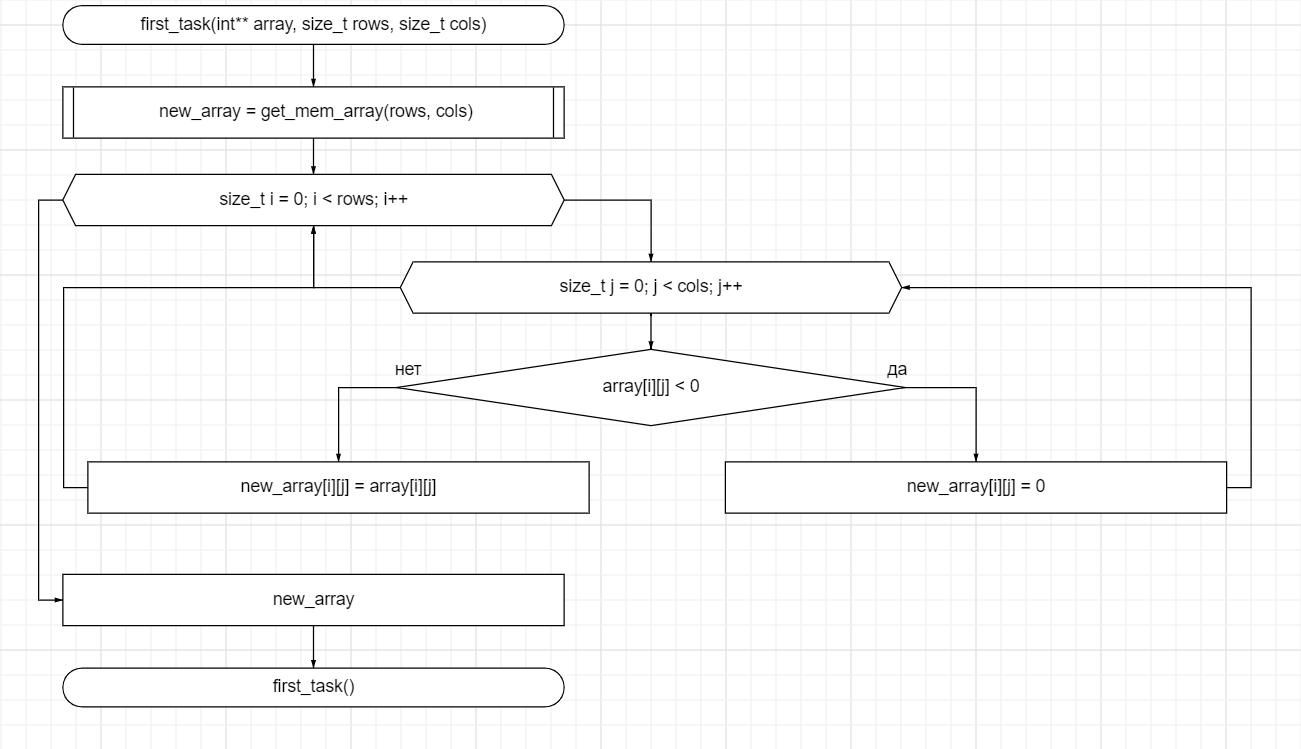 first_task(int** array, size_t rows, size_t cols)
new_array = get_mem_array(rows, cols)
size_t i = 0; i < rows; i++
size_t j = 0; j < cols; j++
нет
да
array[i][j] < 0
new_array[i][j] = array[i][j]
new_array[i][j] = 0
new_array
first_task()